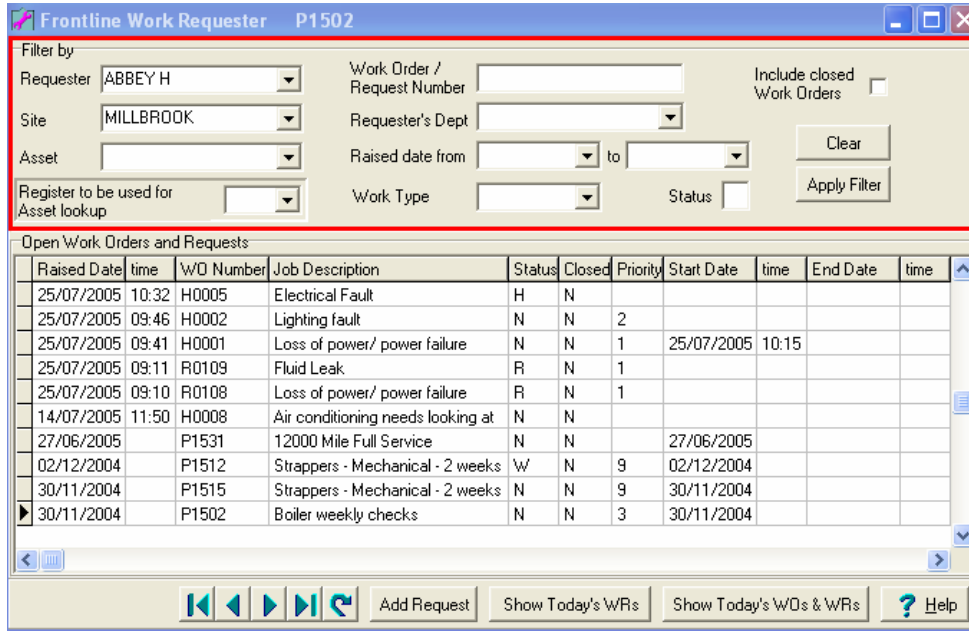 Frontline Work Requester P1502
Filter by
Requester ABBEY H
Work Order / Request Number
Include closed Work Orders
Site MILLBROOK
Requester's Dept
Clear
Asset
Raised date from to
Apply Filter
Register to be used for Asset lookup
Work Type
Status
Open Work Orders and Requests
Raised Date time WO Number Job Description Status Closed Priority Start Date time End Date time
25/07/2005 10:32 H0005 Electrical Fault H N
25/07/2005 09:46 H0002 Lighting fault N N 2
25/07/2005 09:41 H0001 Loss of power/ power failure N N 1 25/07/2005 10:15
25/07/2005 09:11 R0109 Fluid Leak R N 1
25/07/2005 09:10 R0108 Loss of power/ power failure R N 1
14/07/2005 11:50 H0008 Air conditioning needs looking at N N
27/06/2005 P1531 12000 Mile Full Service N N 27/06/2005
02/12/2004 P1512 Strappers - Mechanical - 2 weeks W N 9 02/12/2004
30/11/2004 P1515 Strappers - Mechanical - 2 weeks N N 9 30/11/2004
30/11/2004 P1502 Boiler weekly checks N N 3 30/11/2004
Add Request Show Today's WRs Show Today's WOs & WRs ? Help